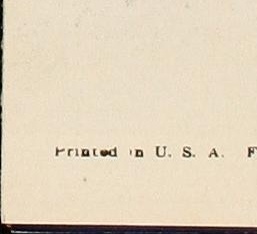 Printed in U. S. A. F